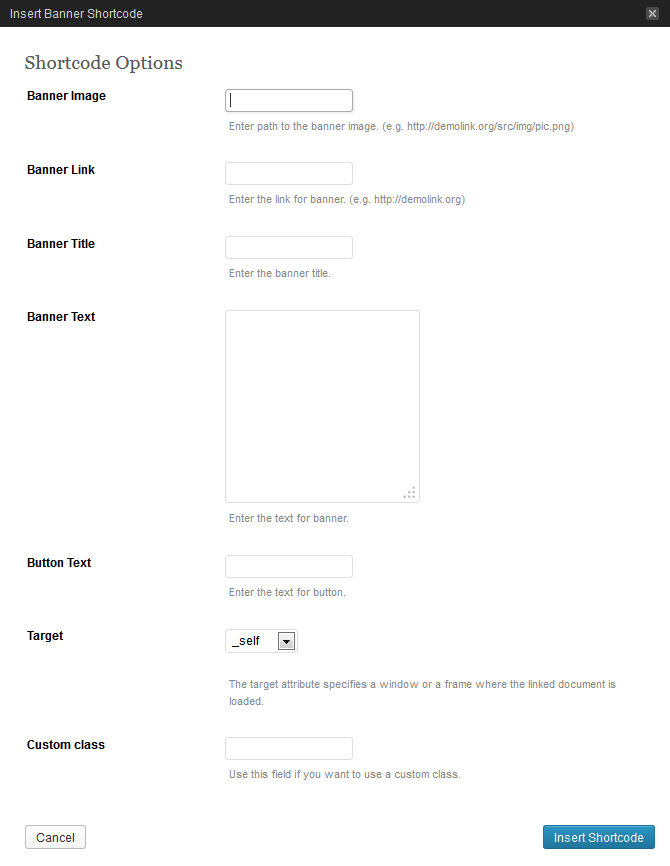 Insert Banner Shortcode
Shortcode Options
Banner Image
Enter path to the banner image. (e.g. http://demolink.org/src/img/pic.png)
Banner Link
Enter the link for banner. (e.g. http://demolink.org)
Banner Title
Enter the banner title.
Banner Text
Enter the text for banner.
Button Text
Enter the text for button.
Target
_self
The target attribute specifies a window or a frame where the linked document is
loaded.
Custom class
Use this field if you want to use a custom class.
Cancel
Insert Shortcode